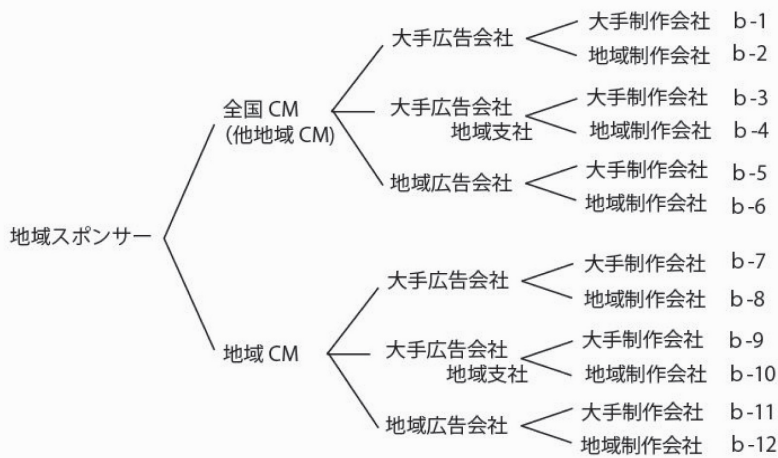 大手広告会社
大手制作会社 b-1
地域制作会社 b-2
全国 CM
(他地域 CM)
大手広告会社
地域支社
大手制作会社 b-3
地域制作会社 b-4
地域広告会社
大手制作会社 b-5
地域制作会社 b-6
地域スポンサー
大手広告会社
大手制作会社 b-7
地域制作会社 b-8
地域 CM
大手広告会社
地域支社
大手制作会社 b-9
地域制作会社 b-10
地域広告会社
大手制作会社 b-11
地域制作会社 b-12